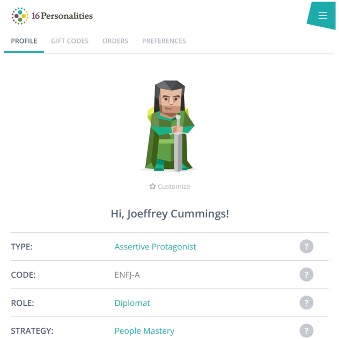 16Personalities
PROFILE GIFT CODES ORDERS PREFERENCES
Customize
Hi, Joeffrey Cummings!
TYPE: Assertive Protagonist ?
CODE: ENFJ-A ?
ROLE: Diplomat ?
STRATEGY: People Mastery ?